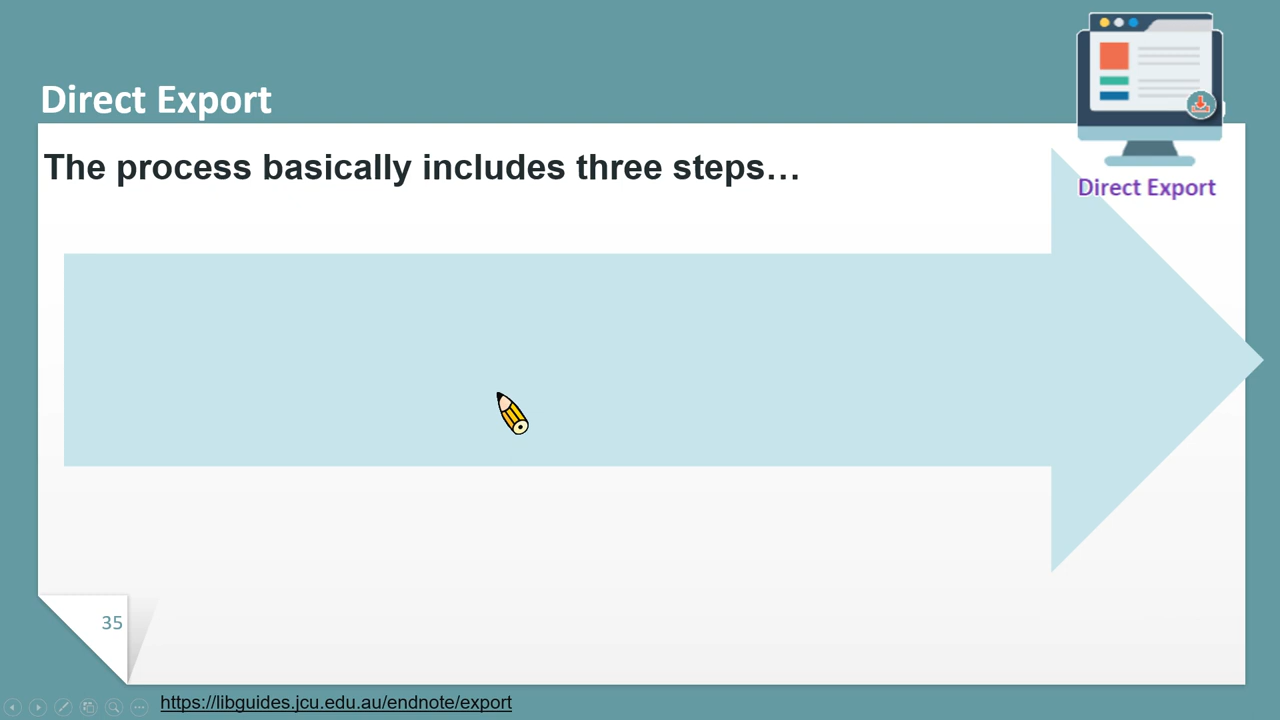 Direct Export
The process basically includes three steps…
Direct Export
35
https://libguides.jcu.edu.au/endnote/export